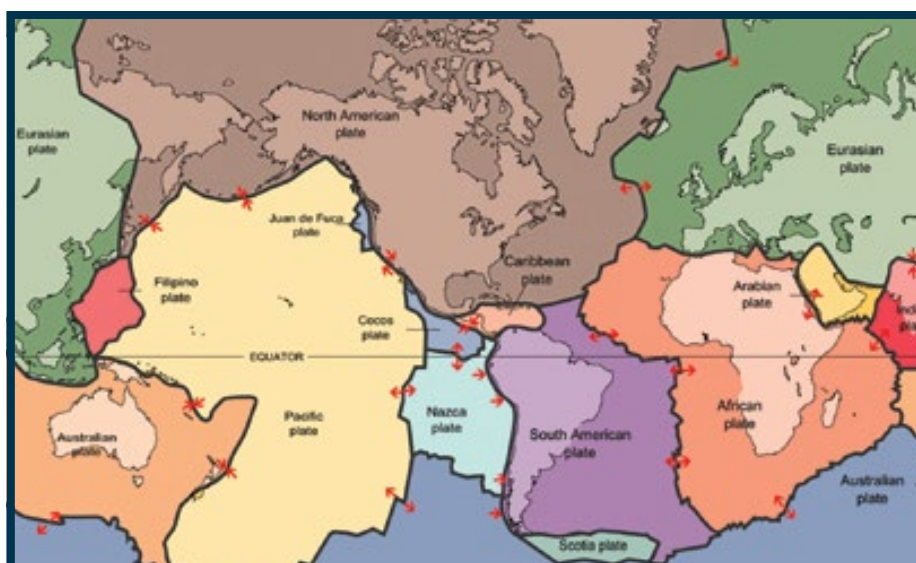 North American
plate
Eurasian
plate
Eurasian
plate
Juan de Fuca
plate
Caribbean
plate
Filipino
plate
Arabian
plate
Cocos
plate
EQUATOR
Pacific
plate
Nazca
plate
African
plate
Australian
plate
South American
plate
Australian
plate
Scotia plate